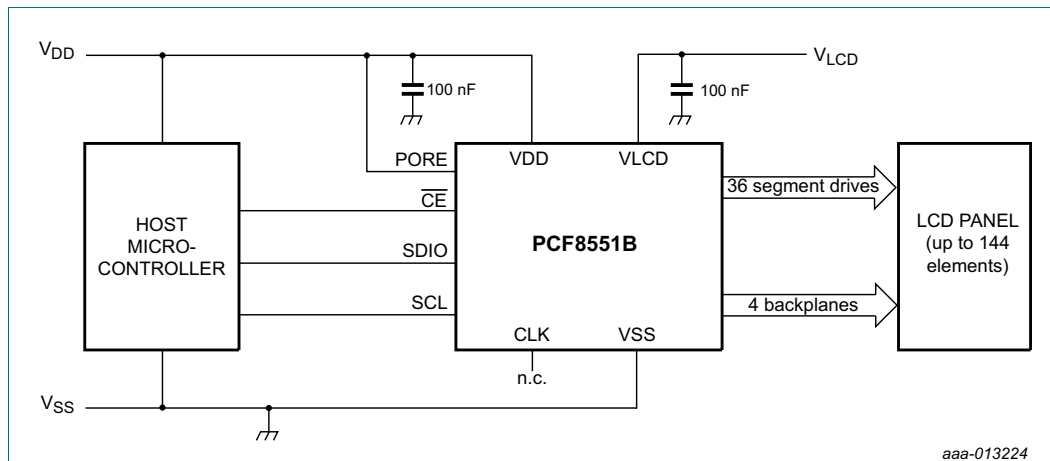 VDD
VLCD
100 nF
100 nF
PORE
VDD
VLCD
CE
36 segment drives
HOST
MICRO-
CONTROLLER
SDIO
PCF8551B
LCD PANEL
(up to 144
elements)
SCL
4 backplanes
CLK
VSS
n.c.
VSS
aaa-013224